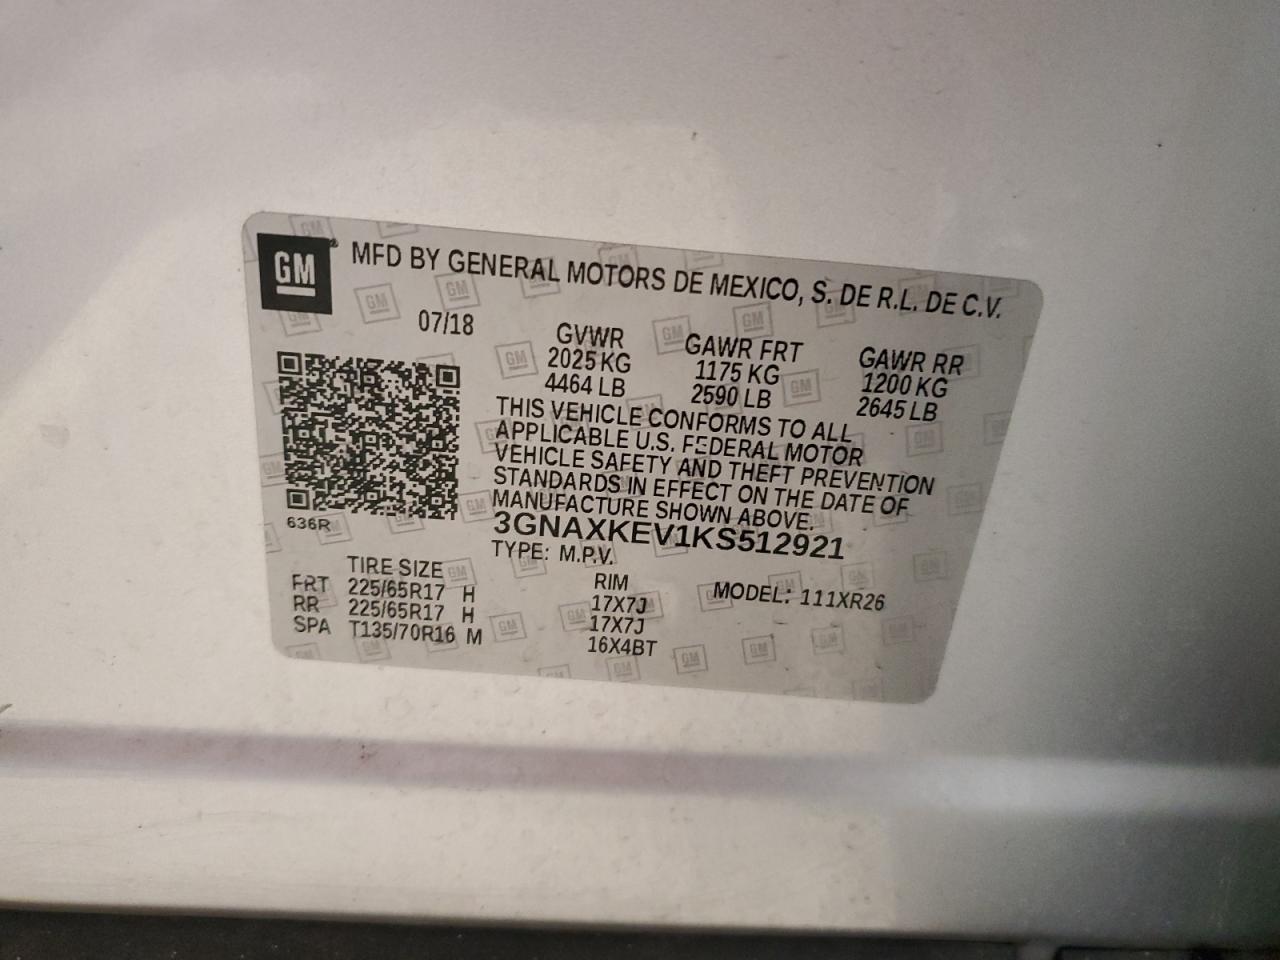 GM ® MFD BY GENERAL MOTORS DE MEXICO, S. DE R.L. DE C.V.
07/18
GVWR GAWR FRT GAWR RR
2025 KG 1175 KG 1200 KG
4464 LB 2590 LB 2645 LB
THIS VEHICLE CONFORMS TO ALL
APPLICABLE U.S. FEDERAL MOTOR
VEHICLE SAFETY AND THEFT PREVENTION
STANDARDS IN EFFECT ON THE DATE OF
MANUFACTURE SHOWN ABOVE.
636R
3GNAXKEV1KS512921
TYPE: M.P.V.
TIRE SIZE RIM MODEL: 111XR26
FRT 225/65R17 H 17X7J
RR 225/65R17 H 17X7J
SPA T135/70R16 M 16X4BT